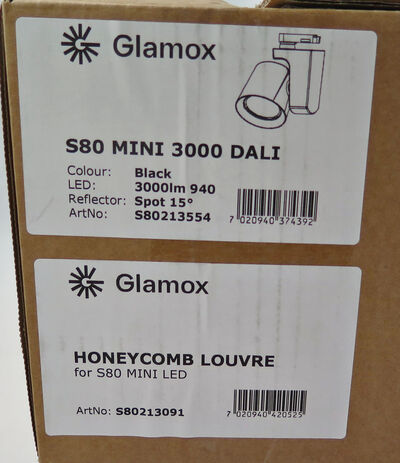 Glamox
S80 MINI 3000 DALI
Colour: Black
LED: 3000lm 940
Reflector: Spot 15°
ArtNo: S80213554
7 020940 374392
Glamox
HONEYCOMB LOUVRE
for S80 MINI LED
ArtNo: S80213091
7 020940 420525